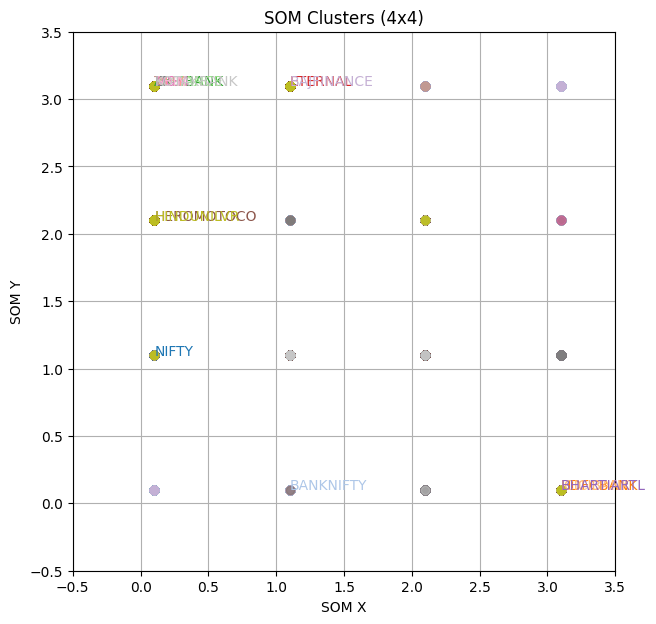 SOM Clusters (4x4)
SOM Y
3.5
3.0
2.5
2.0
1.5
1.0
0.5
0.0
−0.5
HEROMOTOCO
NIFTY
BANKNIFTY
BHARTIARTL
−0.5 0.0 0.5 1.0 1.5 2.0 2.5 3.0 3.5
SOM X